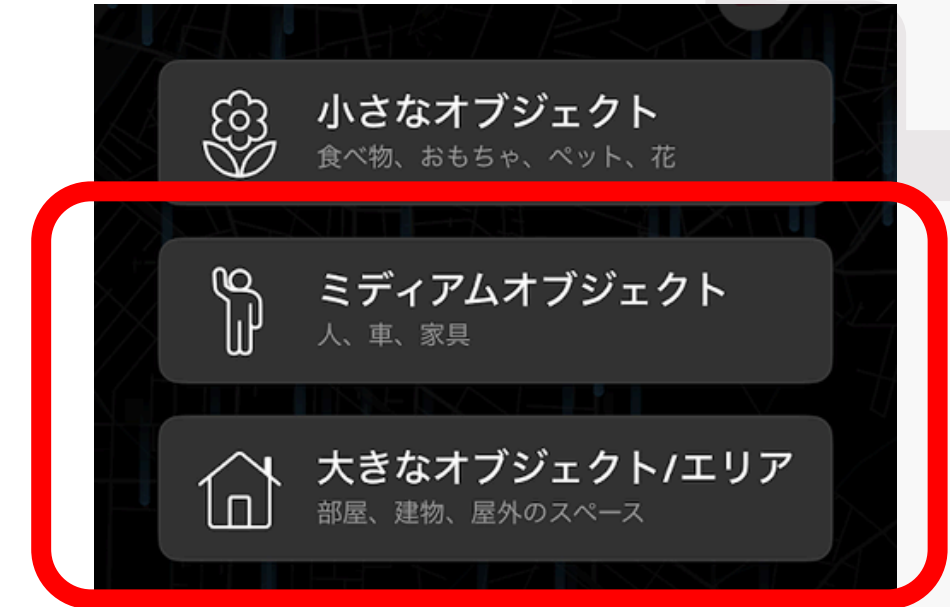 小さなオブジェクト
食べ物、おもちゃ、ペット、花
ミディアムオブジェクト
人、車、家具
大きなオブジェクト/エリア
部屋、建物、屋外のスペース